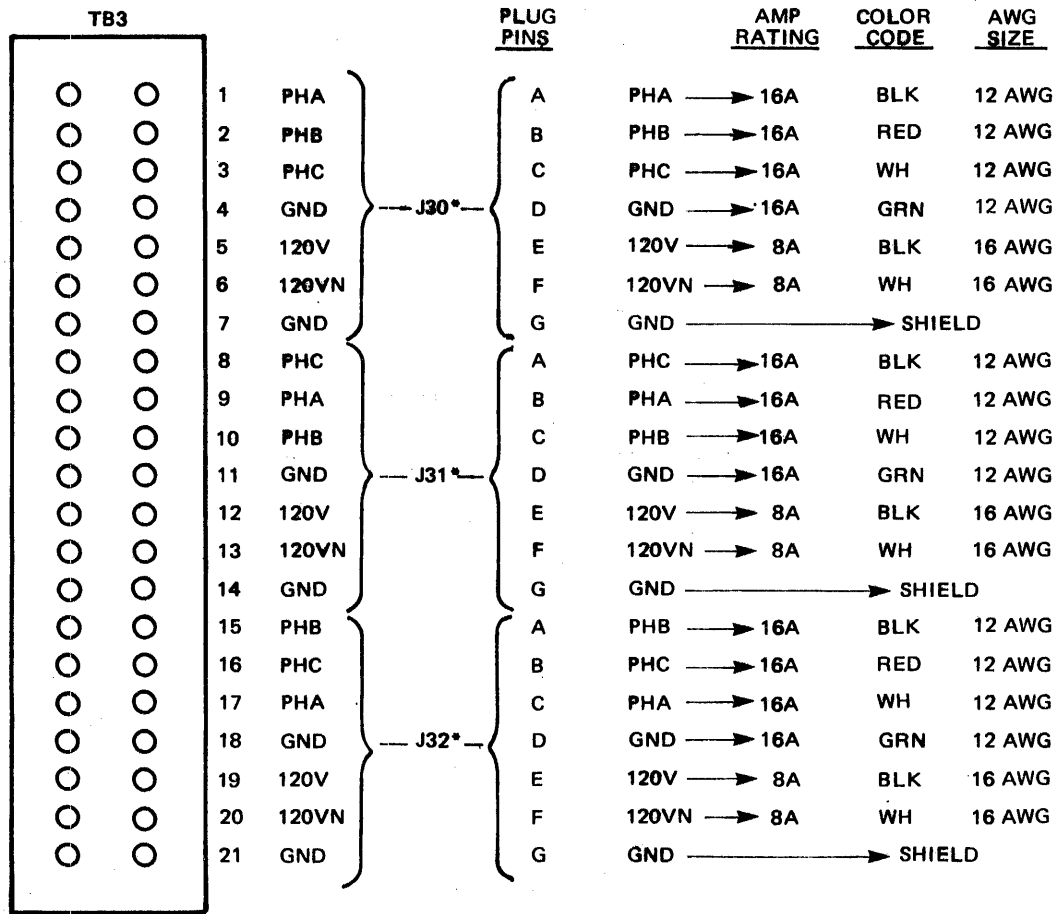 TB3 PLUG PINS AMP RATING COLOR CODE AWG SIZE
1 PHA A PHA 16A BLK 12 AWG
2 PHB B PHB 16A RED 12 AWG
3 PHC C PHC 16A WH 12 AWG
4 GND J30* D GND 16A GRN 12 AWG
5 120V E 120V 8A BLK 16 AWG
6 120VN F 120VN 8A WH 16 AWG
7 GND G GND SHIELD
8 PHC A PHC 16A BLK 12 AWG
9 PHA B PHA 16A RED 12 AWG
10 PHB C PHB 16A WH 12 AWG
11 GND J31* D GND 16A GRN 12 AWG
12 120V E 120V 8A BLK 16 AWG
13 120VN F 120VN 8A WH 16 AWG
14 GND G GND SHIELD
15 PHB A PHB 16A BLK 12 AWG
16 PHC B PHC 16A RED 12 AWG
17 PHA C PHA 16A WH 12 AWG
18 GND J32* D GND 16A GRN 12 AWG
19 120V E 120V 8A BLK 16 AWG
20 120VN F 120VN 8A WH 16 AWG
21 GND G GND SHIELD